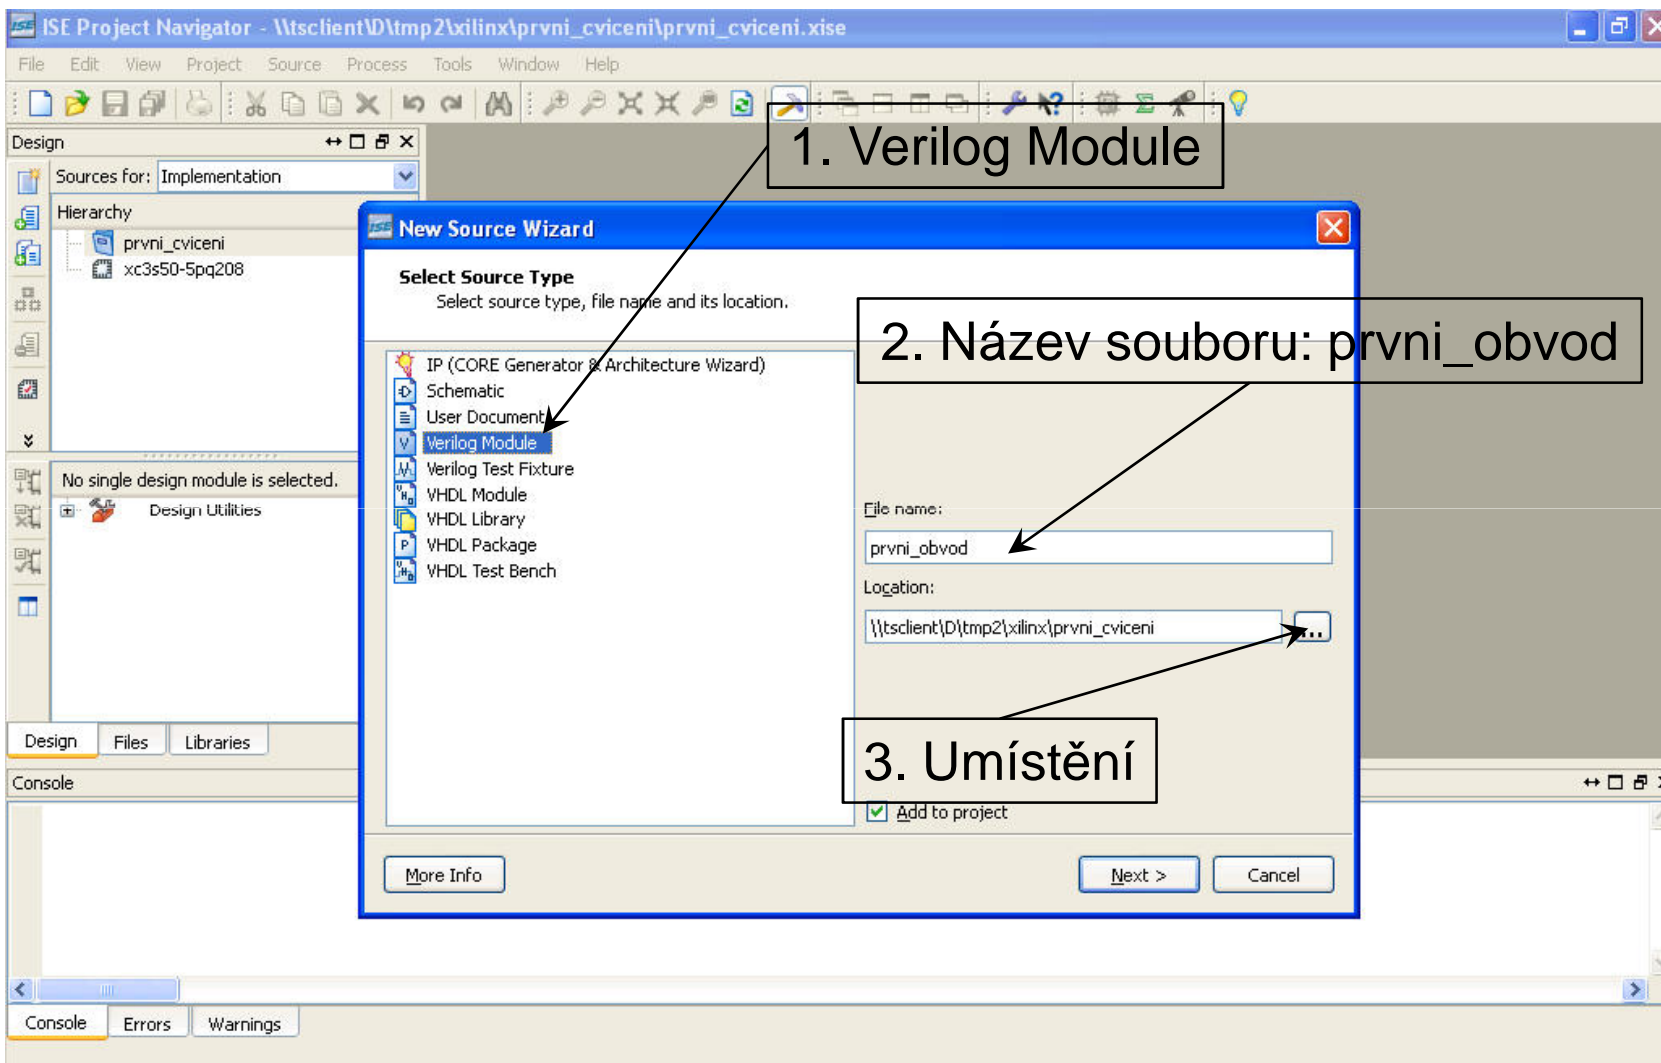 ISE Project Navigator - \\tsclient\D\tmp2\xilinx\prvni_cviceni\prvni_cviceni.xise
File Edit View Project Source Process Tools Window Help
Design
1. Verilog Module
Sources for: Implementation
Hierarchy
prvni_cviceni
xc3s50-5pq208
New Source Wizard
Select Source Type
Select source type, file name and its location.
2. Název souboru: prvni_obvod
IP (CORE Generator & Architecture Wizard)
Schematic
User Document
Verilog Module
Verilog Test Fixture
VHDL Module
VHDL Library
VHDL Package
VHDL Test Bench
No single design module is selected.
Design Utilities
File name:
prvni_obvod
Location:
\\tsclient\D\tmp2\xilinx\prvni_cviceni
...
3. Umístění
Add to project
Design Files Libraries
More Info
Next >
Cancel
Console
Console Errors Warnings